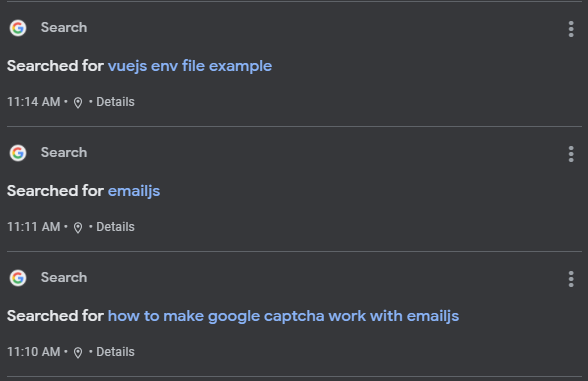 Search
Searched for vuejs env file example
11:14 AM • • Details
Search
Searched for emailjs
11:11 AM • • Details
Search
Searched for how to make google captcha work with emailjs
11:10 AM • • Details